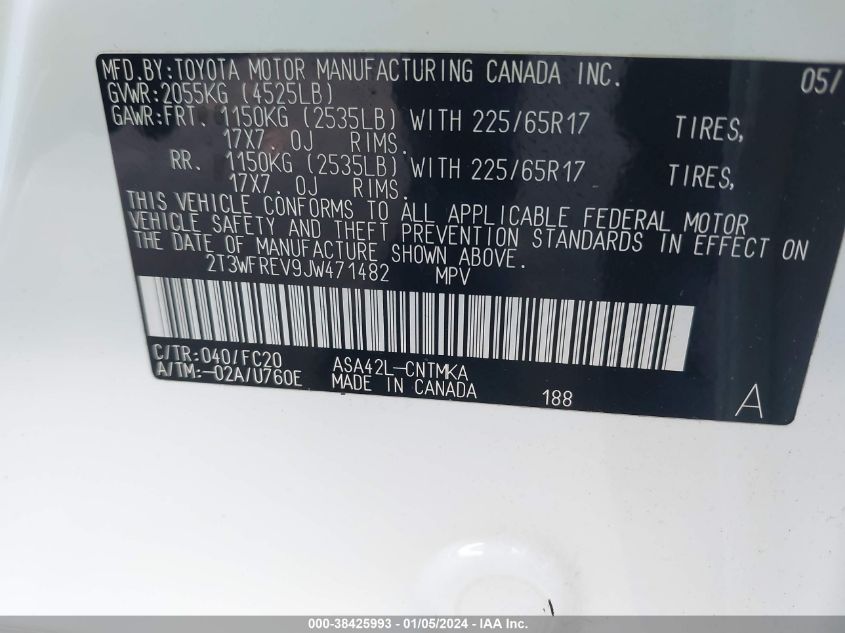 MFD.BY:TOYOTA MOTOR MANUFACTURING CANADA INC. 05/
GVWR:2055KG (4525LB)
GAWR:FRT. 1150KG (2535LB) WITH 225/65R17 TIRES,
17X7.0J RIMS.
RR. 1150KG (2535LB) WITH 225/65R17 TIRES,
17X7.0J RIMS.
THIS VEHICLE CONFORMS TO ALL APPLICABLE FEDERAL MOTOR
VEHICLE SAFETY AND THEFT PREVENTION STANDARDS IN EFFECT ON
THE DATE OF MANUFACTURE SHOWN ABOVE.
2T3WFREV9JW471482 MPV
C/TR:040/FC20 ASA42L-CNTMKA
A/TM:-02A/U760E MADE IN CANADA 188 A
000-38425993 - 01/05/2024 - IAA Inc.